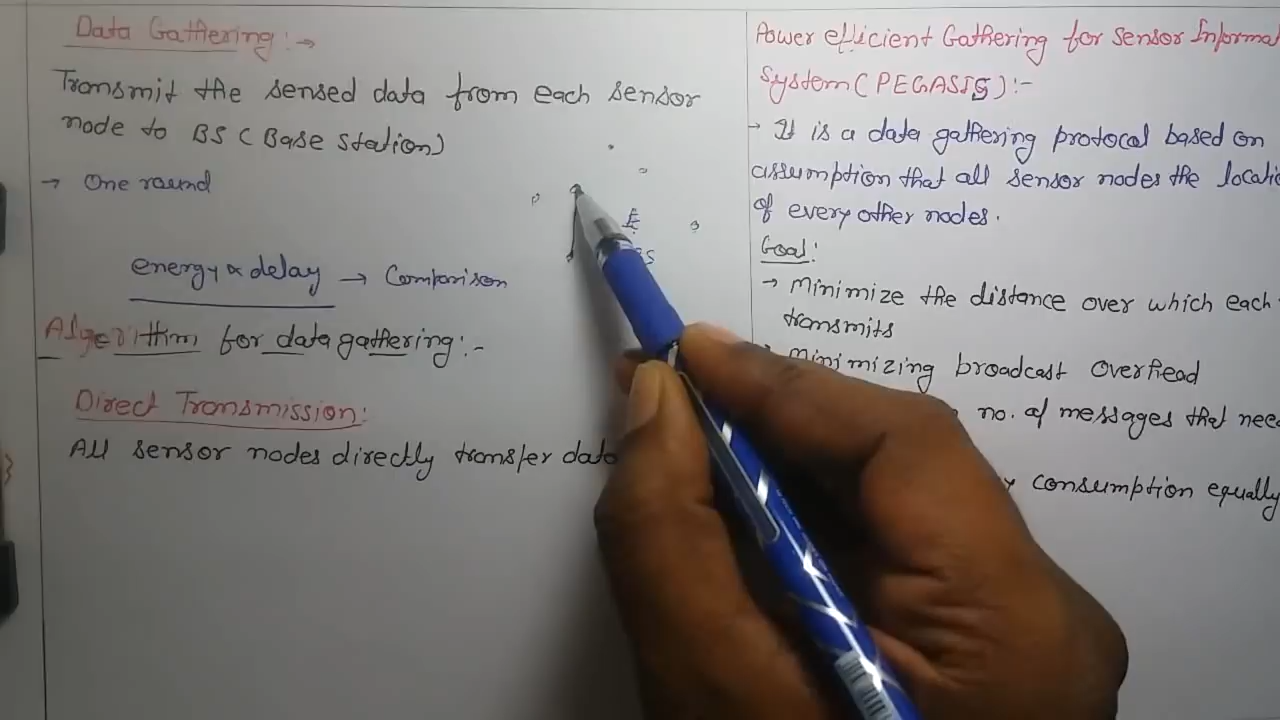 Data Gathering:→
Transmit the sensed data from each sensor
node to BS (Base station)
→ One round
energy ∝ delay → Comparison
Algorithm for data gathering:-
Direct Transmission:
All sensor nodes directly transfer data
Power efficient Gathering for sensor Informat
System (PEGASIS):-
→ It is a data gathering protocal based on
assumption that all sensor nodes the locatio
of every other nodes.
Goal:
→ Minimize the distance over which each
transmits
Minimizing broadcast overhead
no. of messages that nee
consumption equally